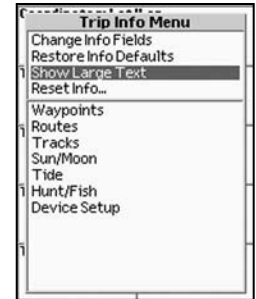 Trip Info Menu
Change Info Fields
Restore Info Defaults
Show Large Text
Reset Info...
Waypoints
Routes
Tracks
Sun/Moon
Tide
Hunt/Fish
Device Setup